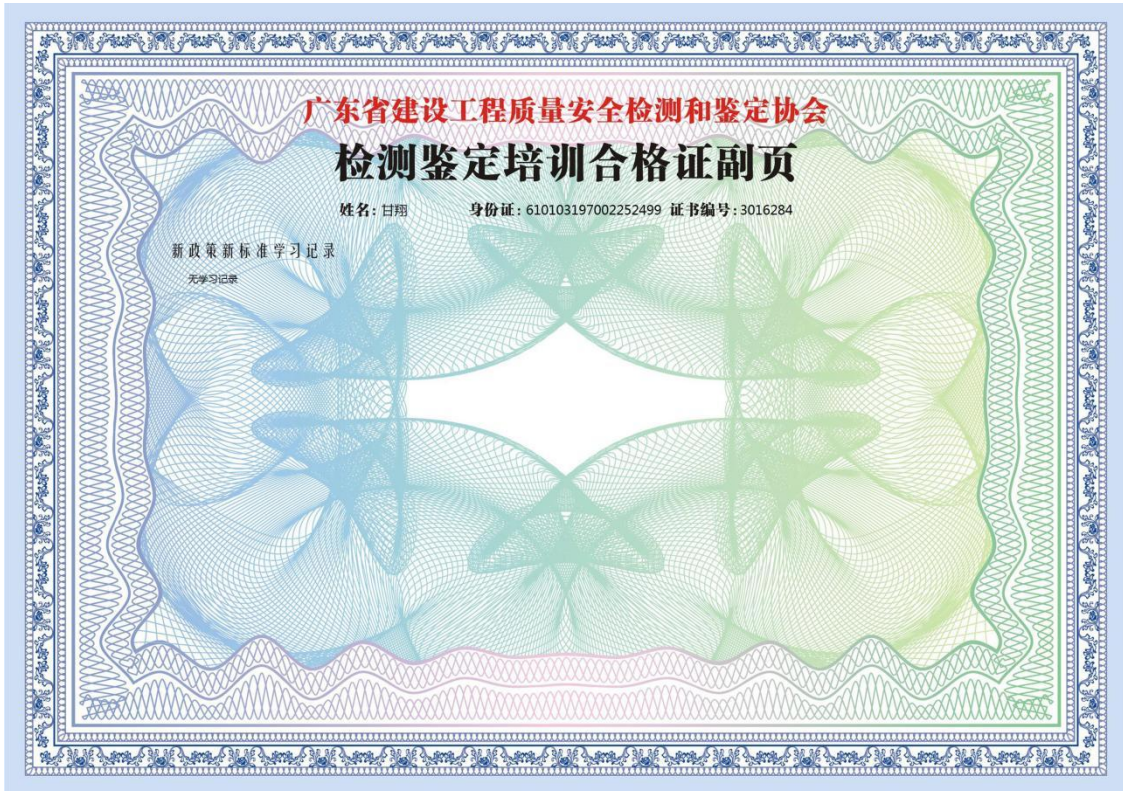 广东省建设工程质量安全检测和鉴定协会
检测鉴定培训合格证副页
姓名: 甘翔 身份证: 610103197002252499 证书编号: 3016284
新政策新标准学习记录
无学习记录